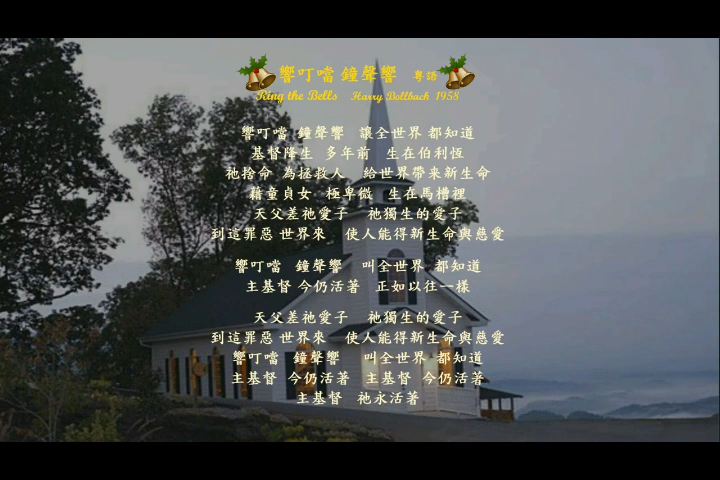 響叮噹 鐘聲響 粵語
Ring the Bells Harry Bollback 1958
響叮噹 鐘聲響 讓全世界 都知道
基督降生 多年前 生在伯利恆
祂捨命 為拯救人 給世界帶來新生命
藉童貞女 極卑微 生在馬槽裡
天父差祂愛子 祂獨生的愛子
到這罪惡 世界來 使人能得新生命與慈愛
響叮噹 鐘聲響 叫全世界 都知道
主基督 今仍活著 正如以往一樣
天父差祂愛子 祂獨生的愛子
到這罪惡 世界來 使人能得新生命與慈愛
響叮噹 鐘聲響 叫全世界 都知道
主基督 今仍活著 主基督 今仍活著
主基督 祂永活著